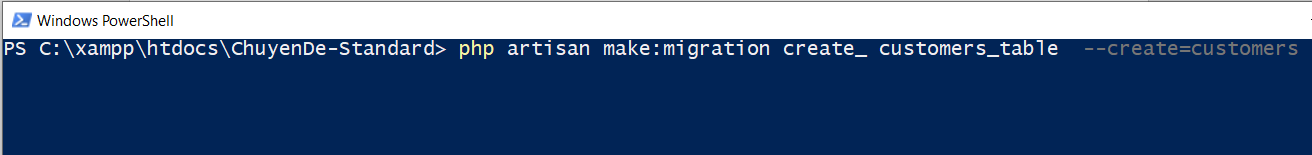 Windows PowerShell
PS C:\xampp\htdocs\ChuyenDe-Standard> php artisan make:migration create_ customers_table  --create=customers